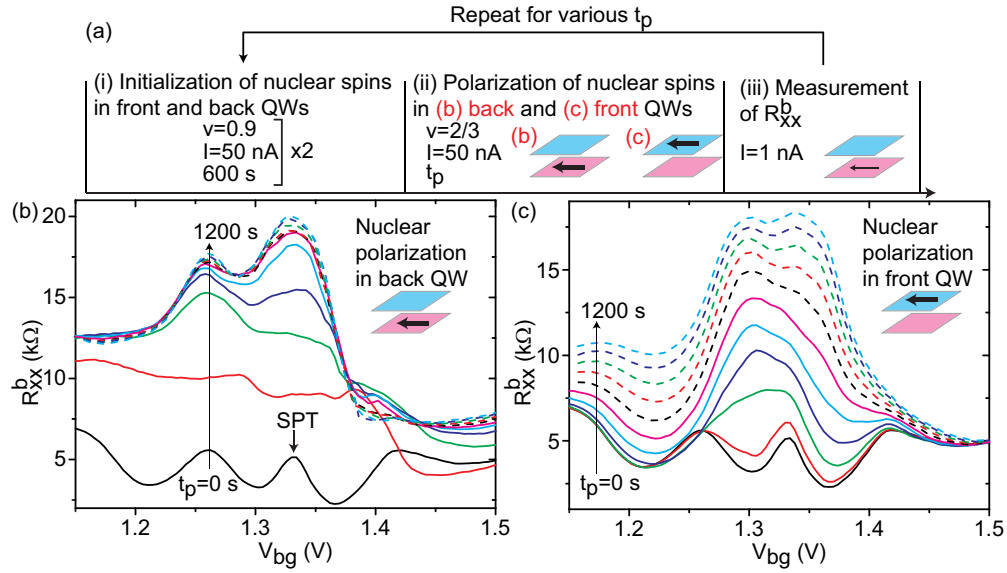 Repeat for various tp
(a)
(i) Initialization of nuclear spins
in front and back QWs
ν=0.9
I=50 nA
600 s
x2
(ii) Polarization of nuclear spins
in (b) back and (c) front QWs
ν=2/3
I=50 nA
tp
(b)
(c)
(iii) Measurement
of Rbxx
I=1 nA
(b)
20
15
10
5
Rbxx (kΩ)
1200 s
Nuclear
polarization
in back QW
SPT
tp=0 s
1.2
1.3
1.4
1.5
Vbg (V)
(c)
20
15
10
5
Rbxx (kΩ)
1200 s
Nuclear
polarization
in front QW
tp=0 s
1.2
1.3
1.4
1.5
Vbg (V)